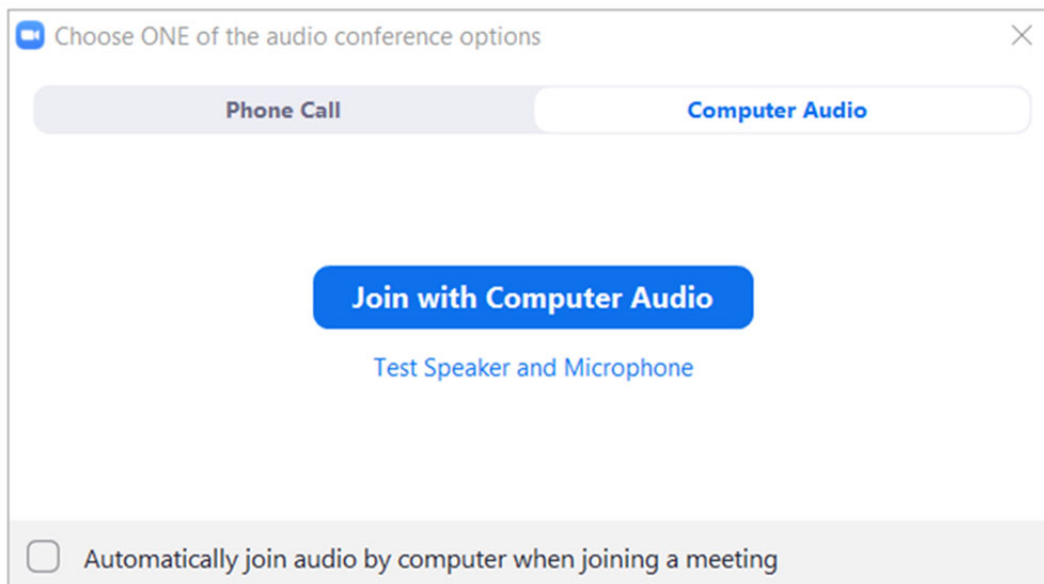 Choose ONE of the audio conference options
Phone Call
Computer Audio
Join with Computer Audio
Test Speaker and Microphone
Automatically join audio by computer when joining a meeting